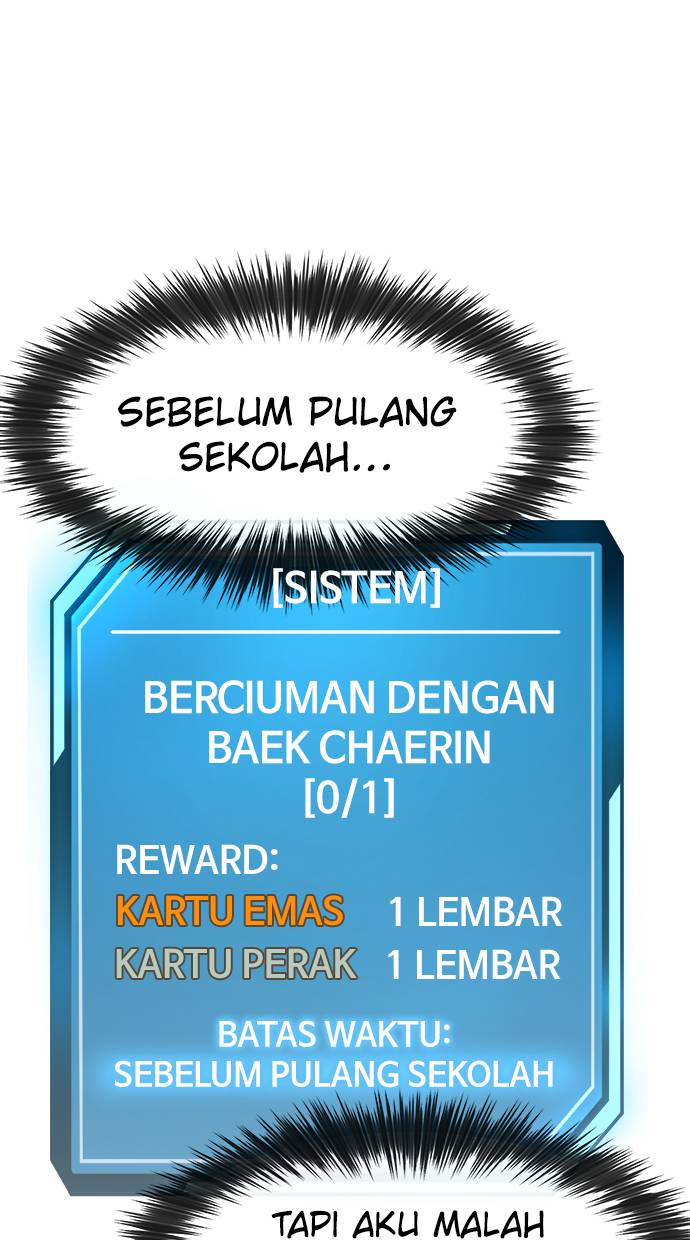 SEBELUM PULANG
SEKOLAH...
[SISTEM]
BERCIUMAN DENGAN
BAEK CHAERIN
[0/1]
REWARD:
KARTU EMAS 1 LEMBAR
KARTU PERAK 1 LEMBAR
BATAS WAKTU:
SEBELUM PULANG SEKOLAH
TAPI AKU MALAH